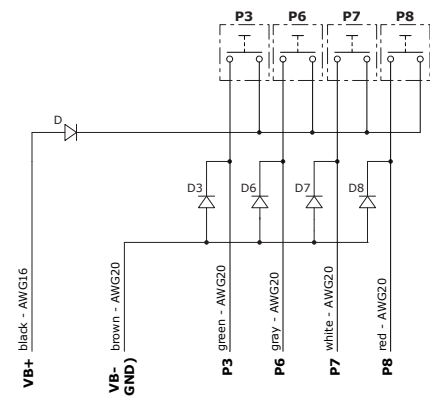 P3 P6 P7 P8
D
D3 D6 D7 D8
black - AWG16
brown - AWG20
green - AWG20
gray - AWG20
white - AWG20
red - AWG20
VB+
VB-
GND)
P3
P6
P7
P8